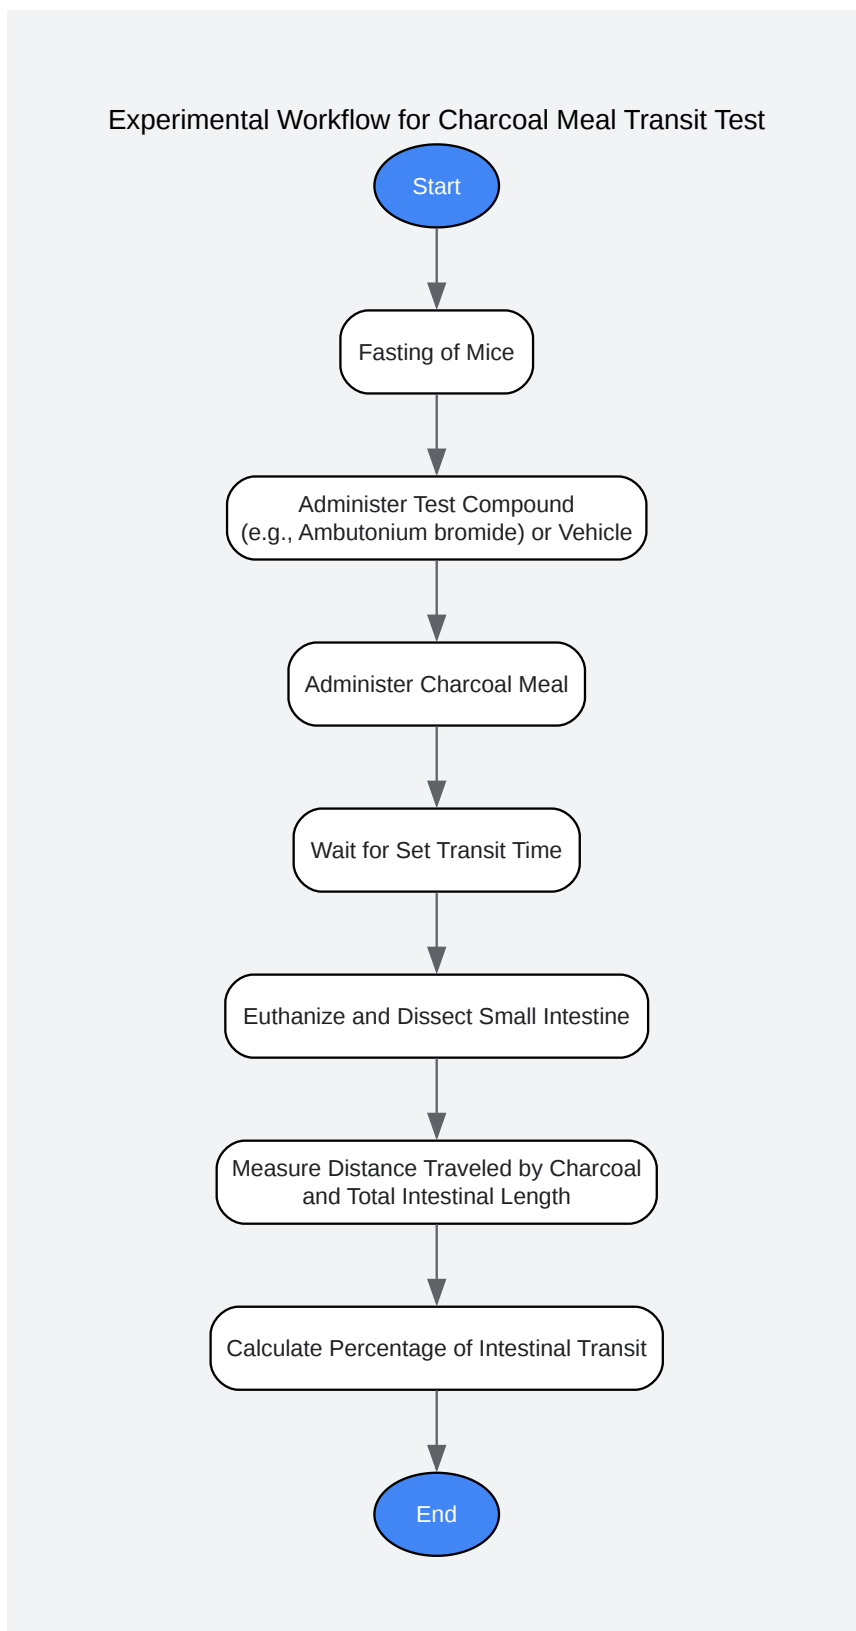 Experimental Workflow for Charcoal Meal Transit Test
Start
Fasting of Mice
Administer Test Compound
(e.g., Ambutonium bromide) or Vehicle
Administer Charcoal Meal
Wait for Set Transit Time
Euthanize and Dissect Small Intestine
Measure Distance Traveled by Charcoal
and Total Intestinal Length
Calculate Percentage of Intestinal Transit
End